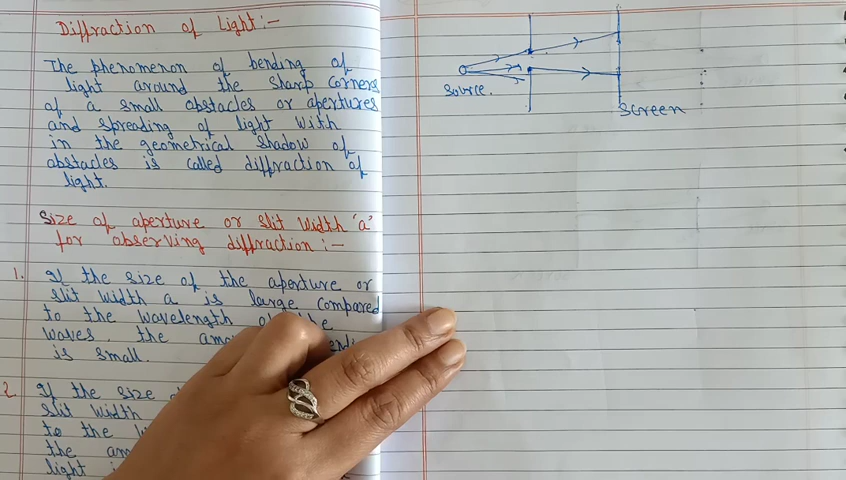 Diffraction of Light:-
The phenomenon of bending of
light around the sharp corners
of a small obstacles or apertures
and spreading of light with
in the geometrical shadow of
obstacles is called diffraction of
light.
Size of aperture or slit width 'a'
for observing diffraction:-
1. If the size of the aperture or
slit width a is large compared
to the wavelength
waves, the
is small.
2. If the size
slit width
to the
the
light
Source.
Screen